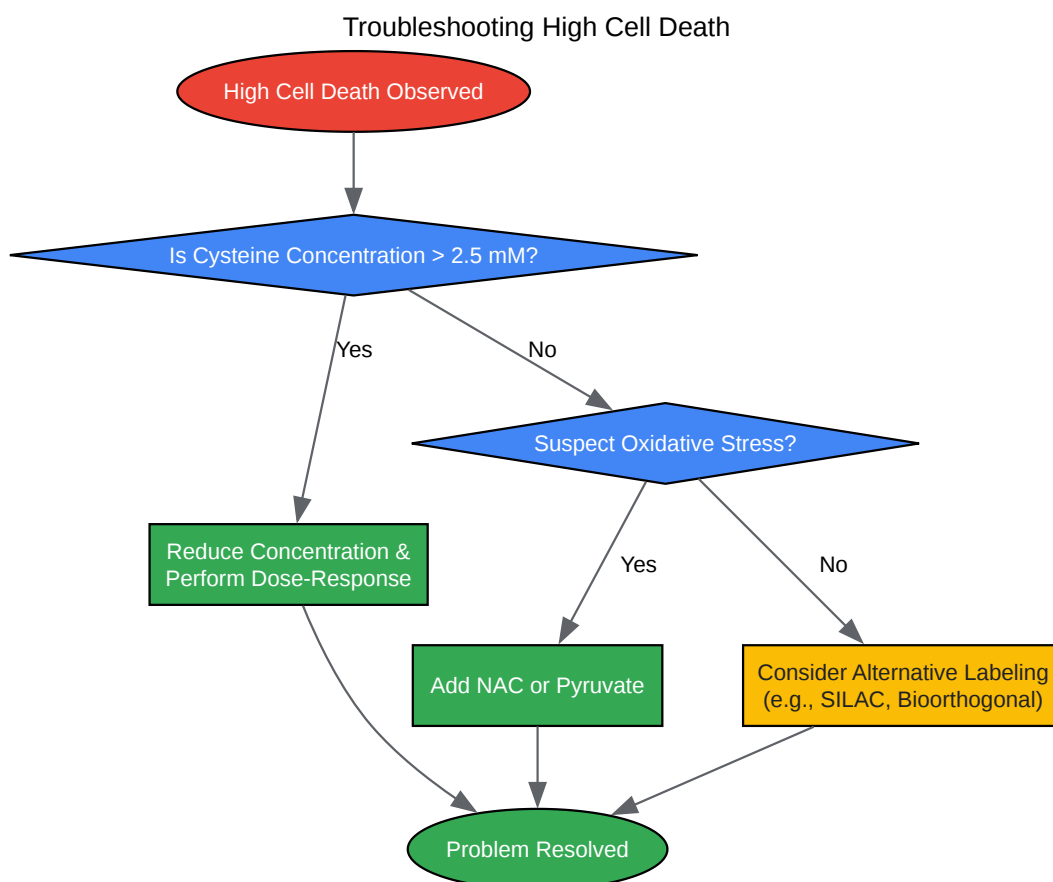 Troubleshooting High Cell Death
High Cell Death Observed
Is Cysteine Concentration > 2.5 mM?
Yes
No
Suspect Oxidative Stress?
Reduce Concentration &
Perform Dose-Response
Yes
No
Add NAC or Pyruvate
Consider Alternative Labeling
(e.g., SILAC, Bioorthogonal)
Problem Resolved